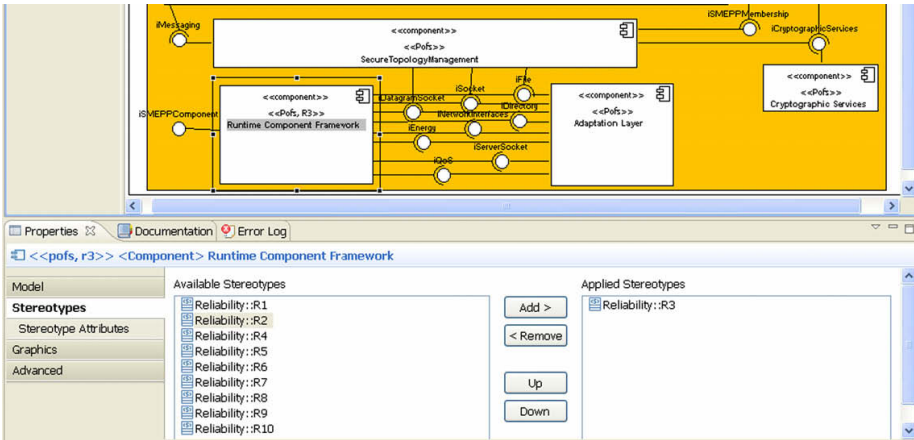 iSMEPPMembership
iMessaging
iCryptographicServices
<<component>>
<<Pofs>>
SecureTopologyManagement
<<component>>
<<Pofs>>
Cryptographic Services
iFile
iSocket
iDatagramSocket
iDirectory
iNetworkInterfaces
iSMEPPComponent
<<component>>
<<Pofs, R3>>
Runtime Component Framework
<<component>>
<<Pofs>>
Adaptation Layer
iEnergy
iServerSocket
iQoS
Properties
Documentation
Error Log
<<pofs, r3>> <Component> Runtime Component Framework
Model
Stereotypes
Stereotype Attributes
Graphics
Advanced
Available Stereotypes
Reliability::R1
Reliability::R2
Reliability::R4
Reliability::R5
Reliability::R6
Reliability::R7
Reliability::R8
Reliability::R9
Reliability::R10
Add >
< Remove
Up
Down
Applied Stereotypes
Reliability::R3